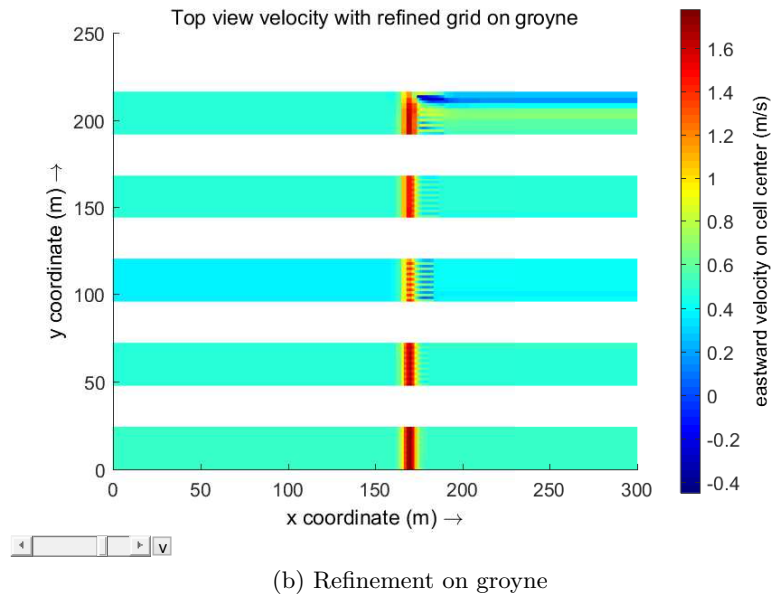 Top view velocity with refined grid on groyne
250
200
150
100
50
0
y coordinate (m) →
0 50 100 150 200 250 300
x coordinate (m) →
1.6
1.4
1.2
1
0.8
0.6
0.4
0.2
0
-0.2
-0.4
eastward velocity on cell center (m/s)
v
(b) Refinement on groyne